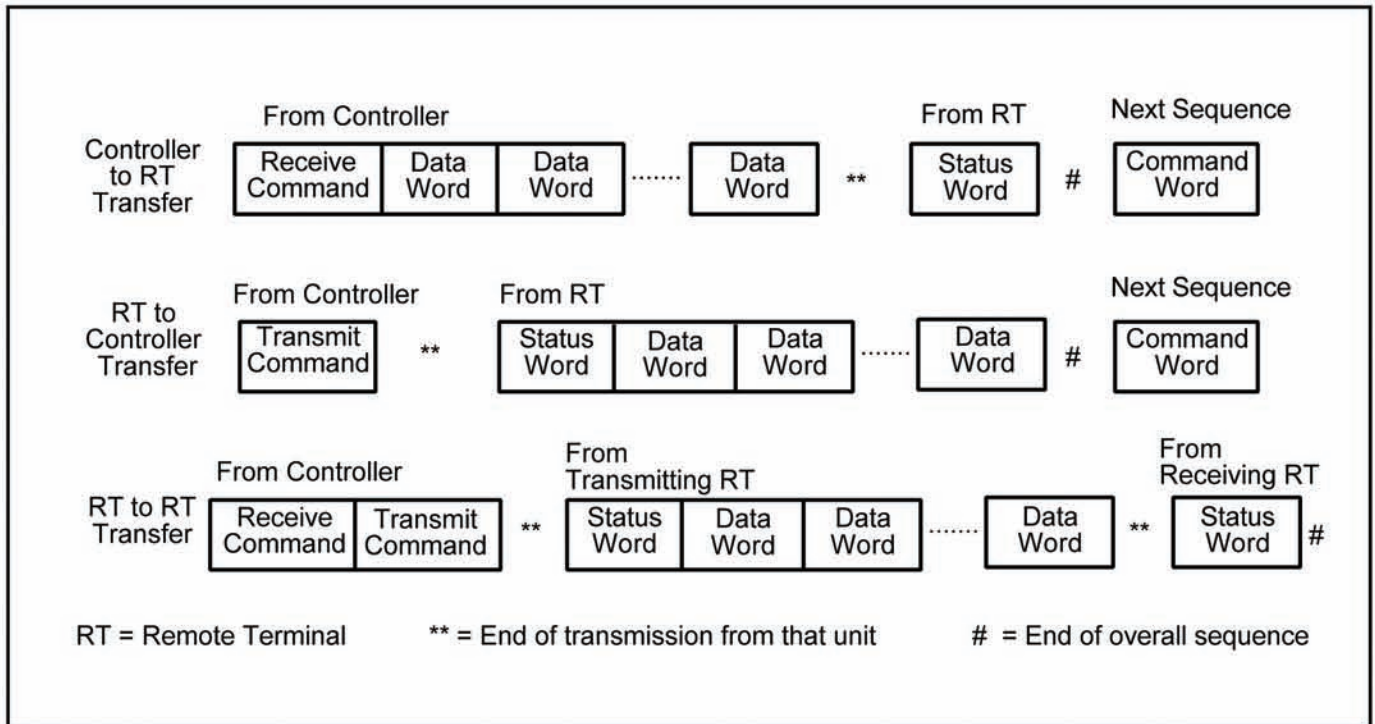 From Controller From RT Next Sequence
Controller
to RT
Transfer
Receive
Command
Data
Word
Data
Word
.......
Data
Word
**
Status
Word
#
Command
Word
From Controller From RT Next Sequence
RT to
Controller
Transfer
Transmit
Command
**
Status
Word
Data
Word
Data
Word
.......
Data
Word
#
Command
Word
From Controller
From
Transmitting RT
From
Receiving RT
RT to RT
Transfer
Receive
Command
Transmit
Command
**
Status
Word
Data
Word
Data
Word
.......
Data
Word
**
Status
Word
#
RT = Remote Terminal ** = End of transmission from that unit # = End of overall sequence